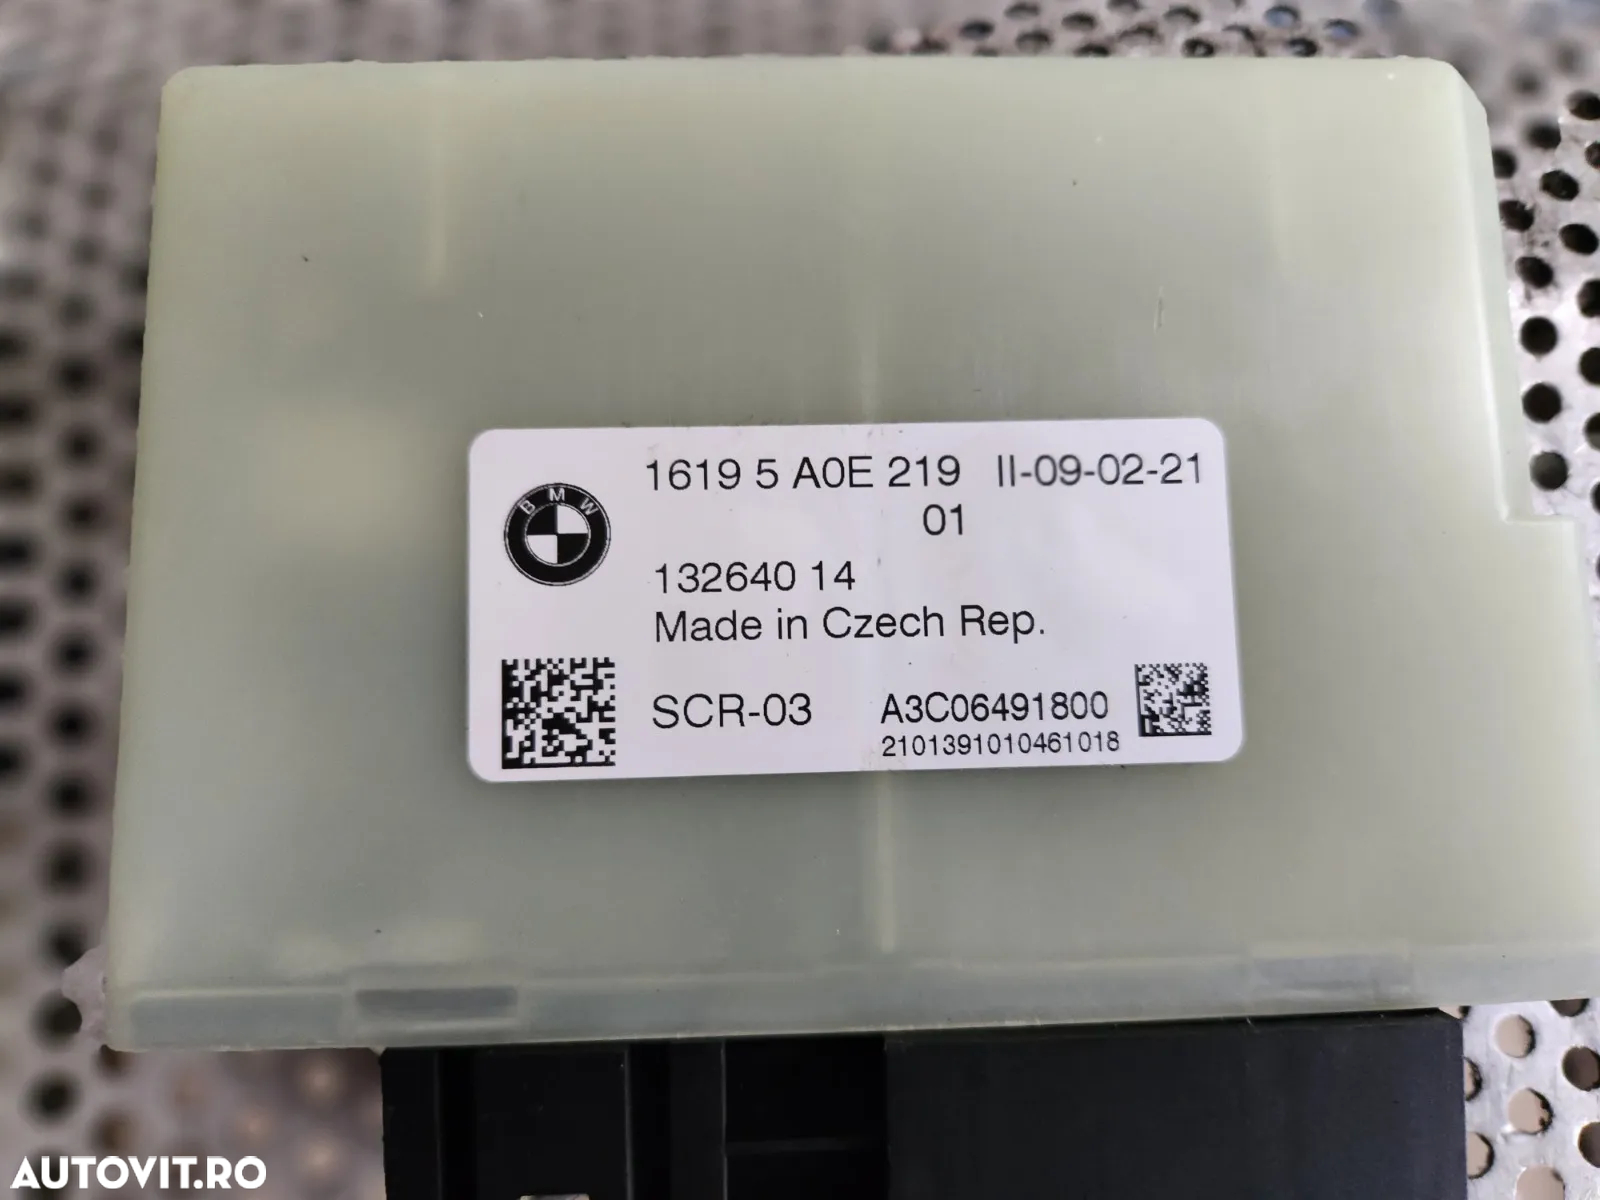 1619 5 A0E 219 II-09-02-21
01
BMW
132640 14
Made in Czech Rep.
SCR-03 A3C06491800
2101391010461018
AUTOVIT.RO